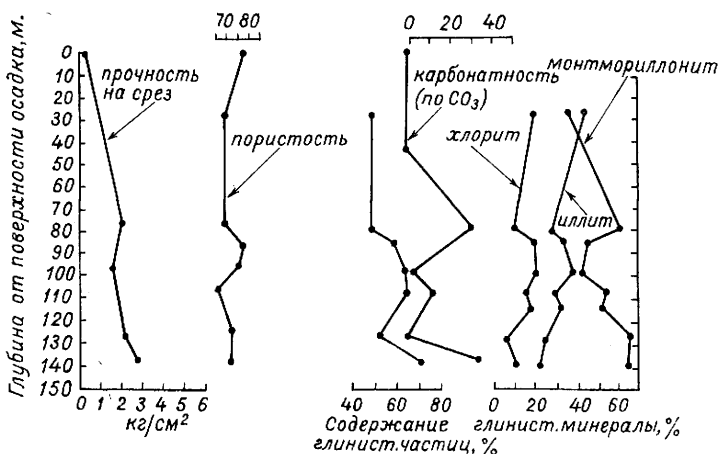 Глубина от поверхности осадка, м.
0
10
20
30
40
50
60
70
80
90
100
110
120
130
140
150
0 1 2 3 4 5 6
кг/см²
прочность
на срез
70 80
пористость
0 30 50
карбонатность
(по CO₃)
монтмориллонит
хлорит
иллит
40 60 80
Содержание
глинист. частиц, %
0 20 40 60
глинист. минералы, %